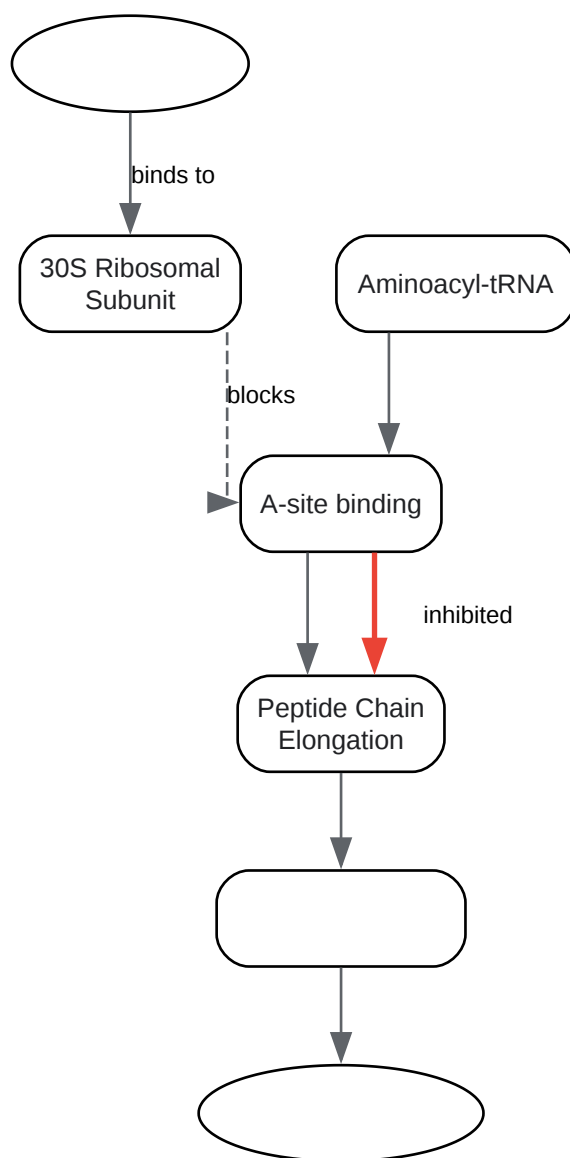 binds to
30S Ribosomal
Subunit
Aminoacyl-tRNA
blocks
A-site binding
inhibited
Peptide Chain
Elongation